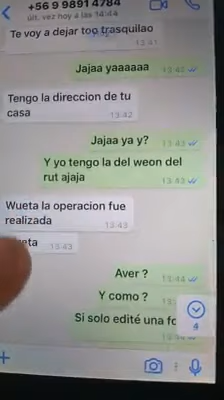 +56 9 9891 4784
últ. vez hoy a las 14:44
Te voy a dejar too trasquilao
13:41
Jajaa yaaaaaa
13:42
Tengo la direccion de tu
casa
13:42
Jajaa ya y?
13:43
Y yo tengo la del weon del
rut ajaja
13:43
Wueta la operacion fue
realizada
13:43
13:43
Aver ?
13:44
Y como ?
13:44
Si solo edité una
4